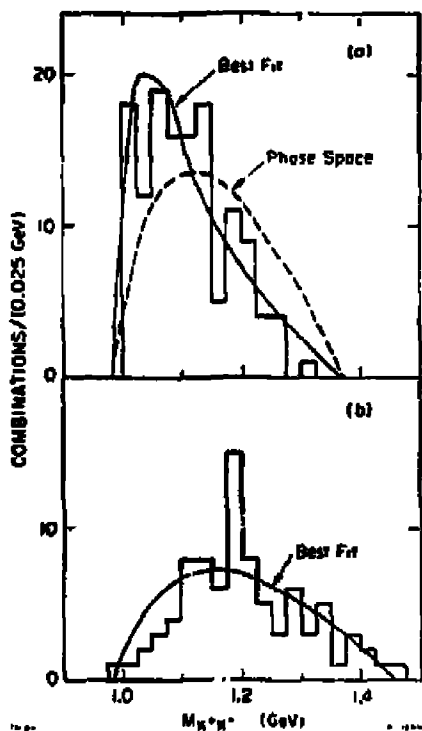 (a)
20
Best Fit
Phase Space
10
COMBINATIONS/(0.025 GeV)
0
(b)
10
Best Fit
0
1.0
1.2
1.4
(GeV)